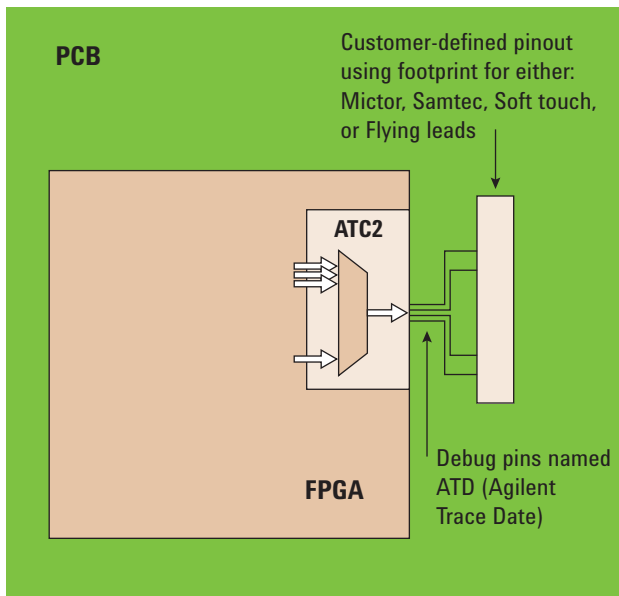 PCB
Customer-defined pinout
using footprint for either:
Mictor, Samtec, Soft touch,
or Flying leads
ATC2
Debug pins named
ATD (Agilent
Trace Date)
FPGA